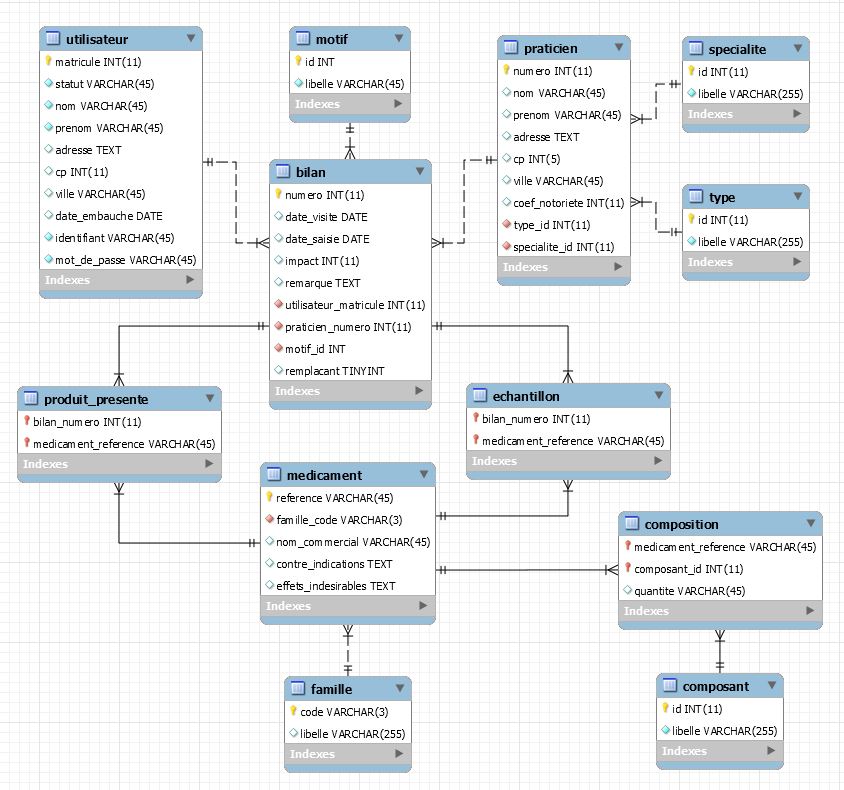 utilisateur
matricule INT(11)
statut VARCHAR(45)
nom VARCHAR(45)
prenom VARCHAR(45)
adresse TEXT
cp INT(11)
ville VARCHAR(45)
date_embauche DATE
identifiant VARCHAR(45)
mot_de_passe VARCHAR(45)
Indexes
motif
id INT
libelle VARCHAR(45)
Indexes
praticien
numero INT(11)
nom VARCHAR(45)
prenom VARCHAR(45)
adresse TEXT
cp INT(5)
ville VARCHAR(45)
coef_notoriete INT(11)
type_id INT(11)
specialite_id INT(11)
Indexes
specialite
id INT(11)
libelle VARCHAR(255)
Indexes
type
id INT(11)
libelle VARCHAR(255)
Indexes
bilan
numero INT(11)
date_visite DATE
date_saisie DATE
impact INT(11)
remarque TEXT
utilisateur_matricule INT(11)
praticien_numero INT(11)
motif_id INT
remplacant TINYINT
Indexes
produit_presente
bilan_numero INT(11)
medicament_reference VARCHAR(45)
Indexes
echantillon
bilan_numero INT(11)
medicament_reference VARCHAR(45)
Indexes
medicament
reference VARCHAR(45)
famille_code VARCHAR(3)
nom_commercial VARCHAR(45)
contre_indications TEXT
effets_indesirables TEXT
Indexes
composition
medicament_reference VARCHAR(45)
composant_id INT(11)
quantite VARCHAR(45)
Indexes
famille
code VARCHAR(3)
libelle VARCHAR(255)
Indexes
composant
id INT(11)
libelle VARCHAR(255)
Indexes